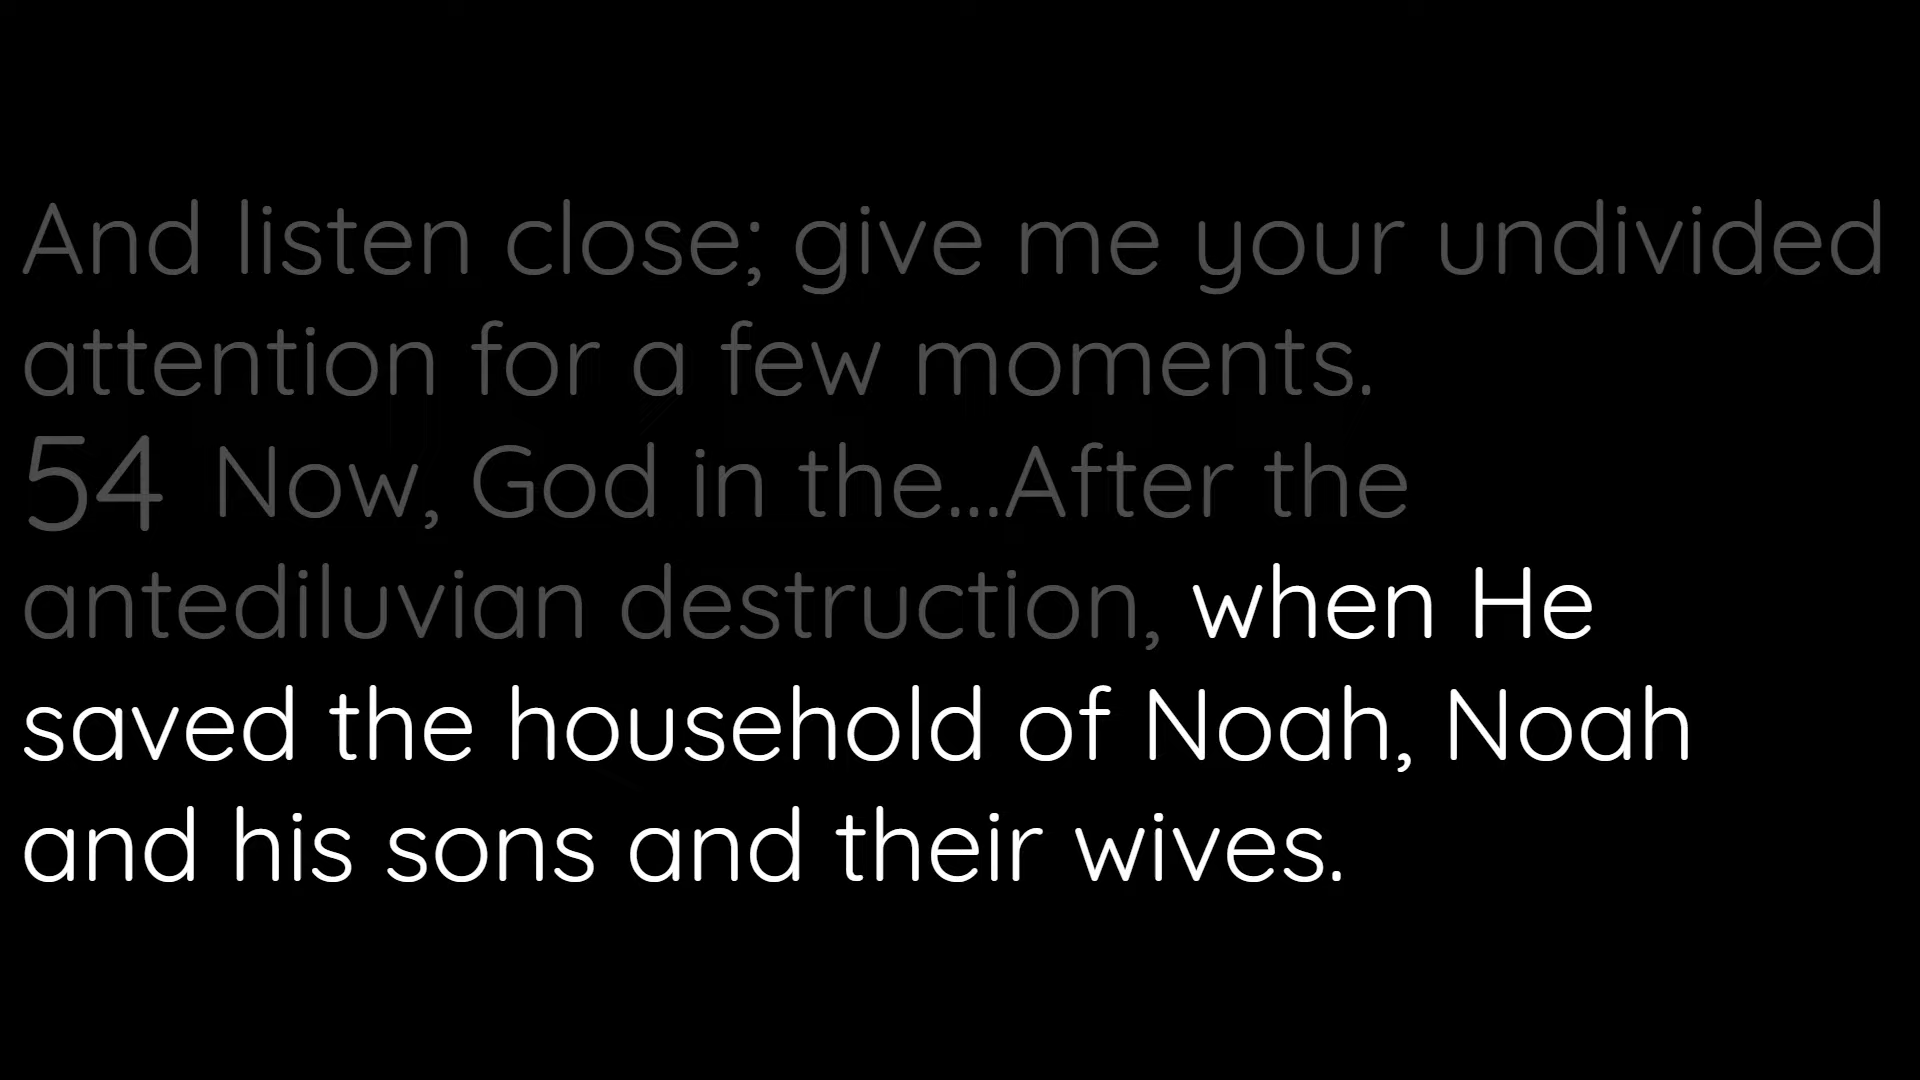 And listen close; give me your undivided
attention for a few moments.
54 Now, God in the...After the
antediluvian destruction, when He
saved the household of Noah, Noah
and his sons and their wives.